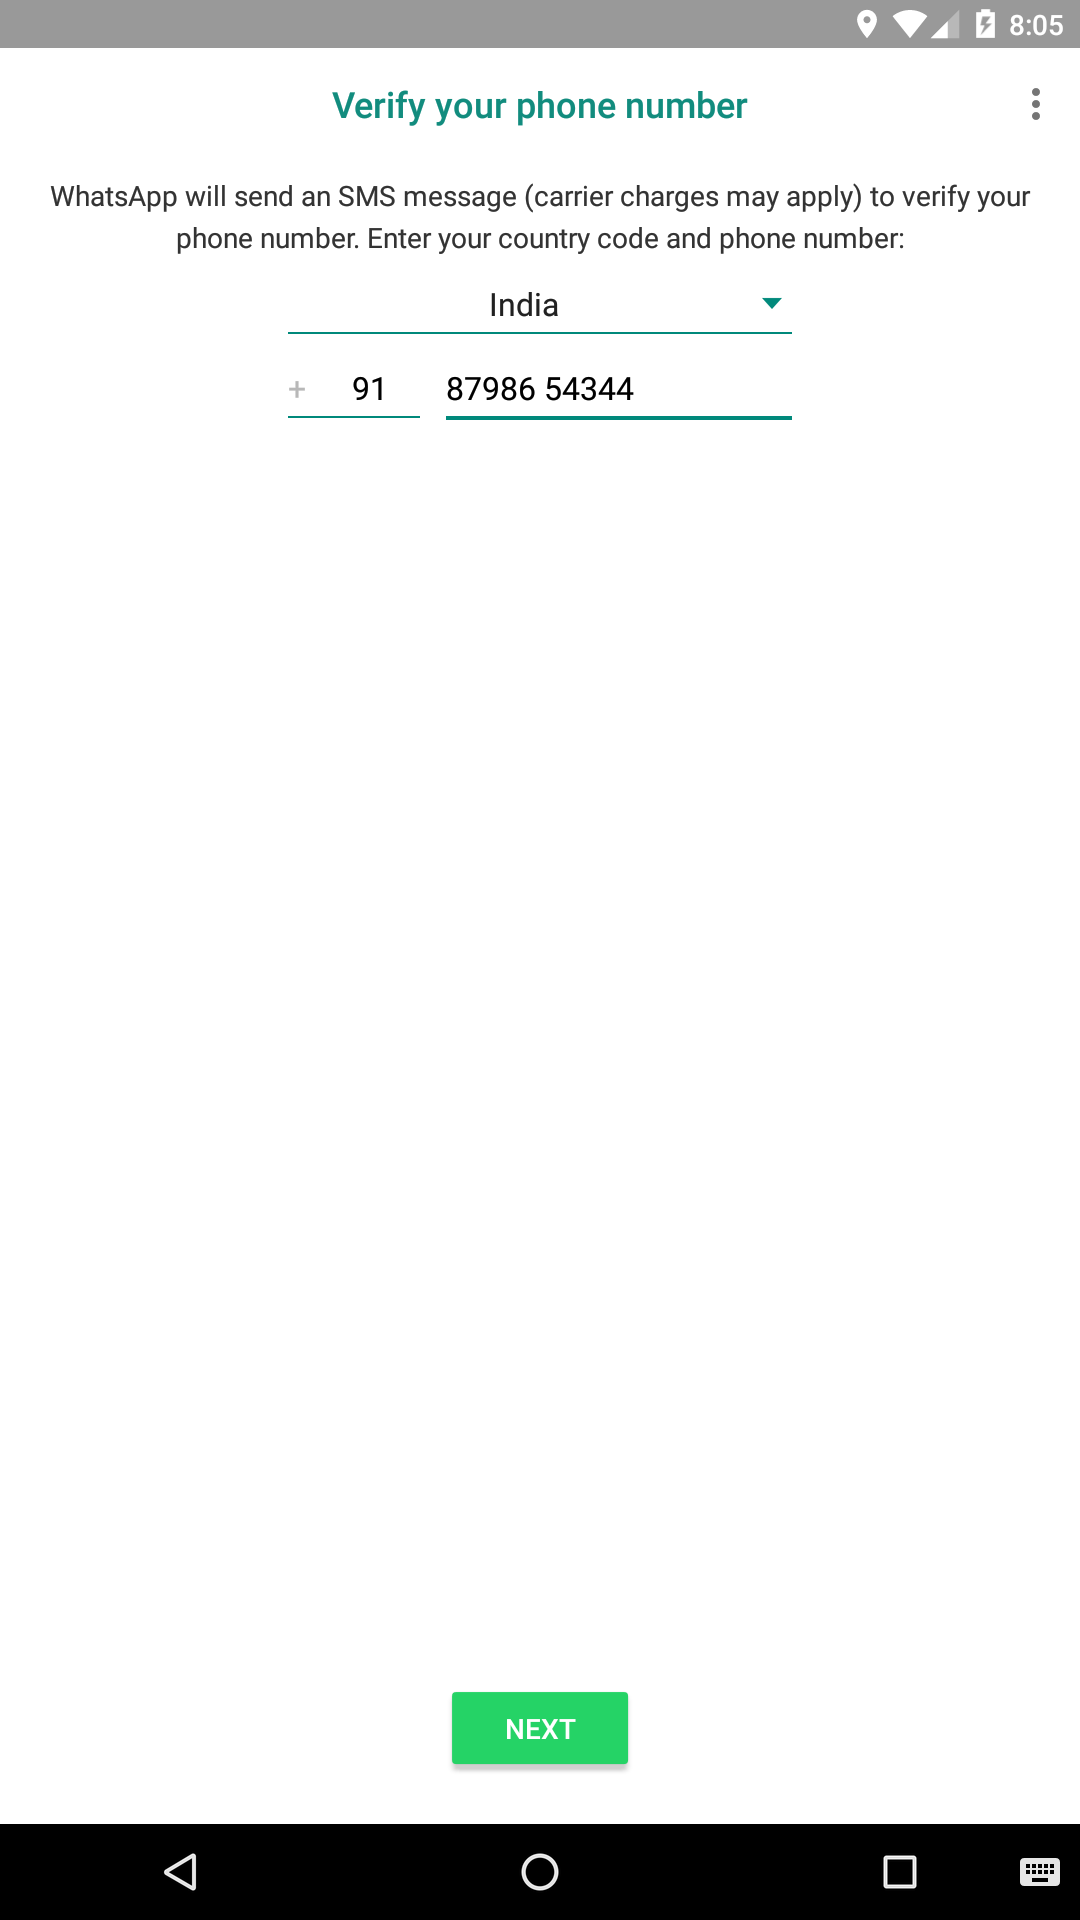 8:05
Verify your phone number
WhatsApp will send an SMS message (carrier charges may apply) to verify your
phone number. Enter your country code and phone number:
India
+ 91 87986 54344
NEXT